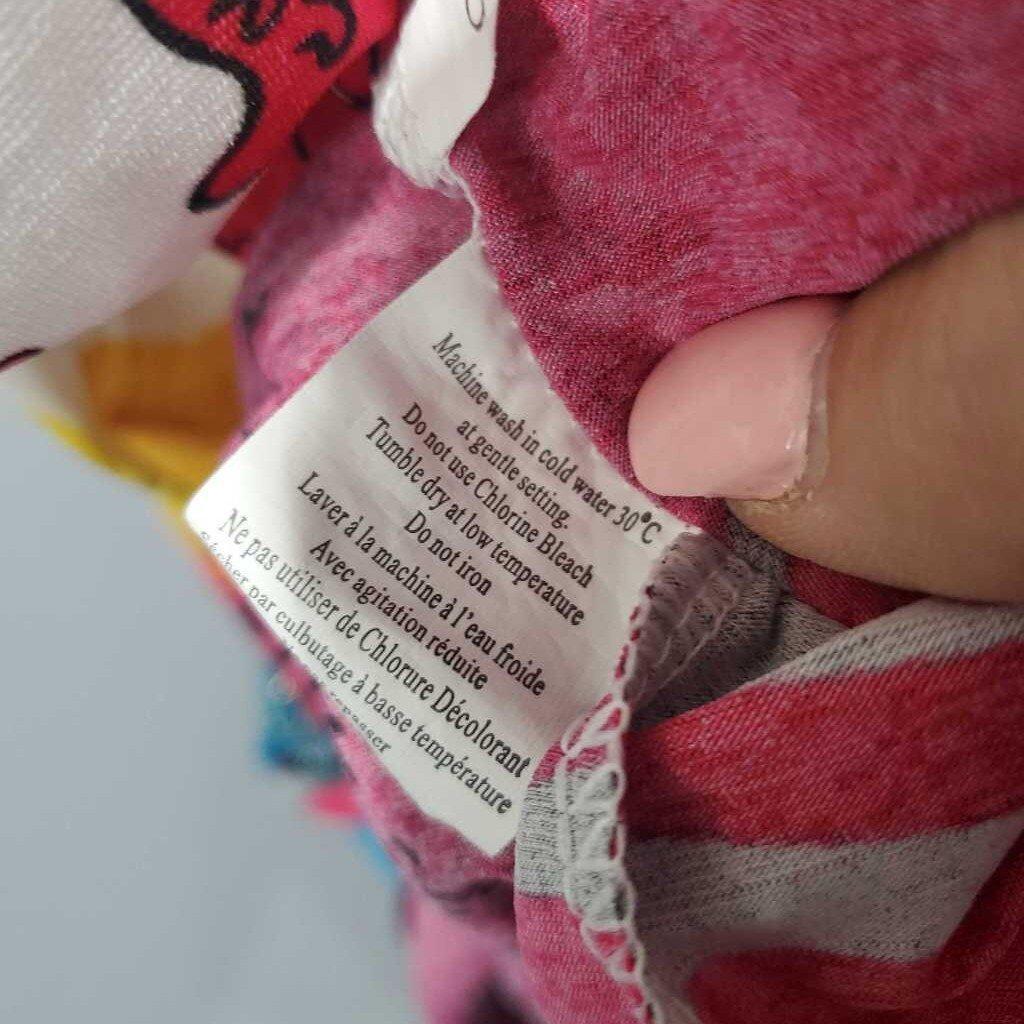 Machine wash in cold water 30°C
at gentle setting.
Do not use Chlorine Bleach
Tumble dry at low temperature
Do not iron
Laver à la machine à l'eau froide
Avec agitation réduite
Ne pas utiliser de Chlorure Décolorant
Sécher par culbutage à basse température
repasser